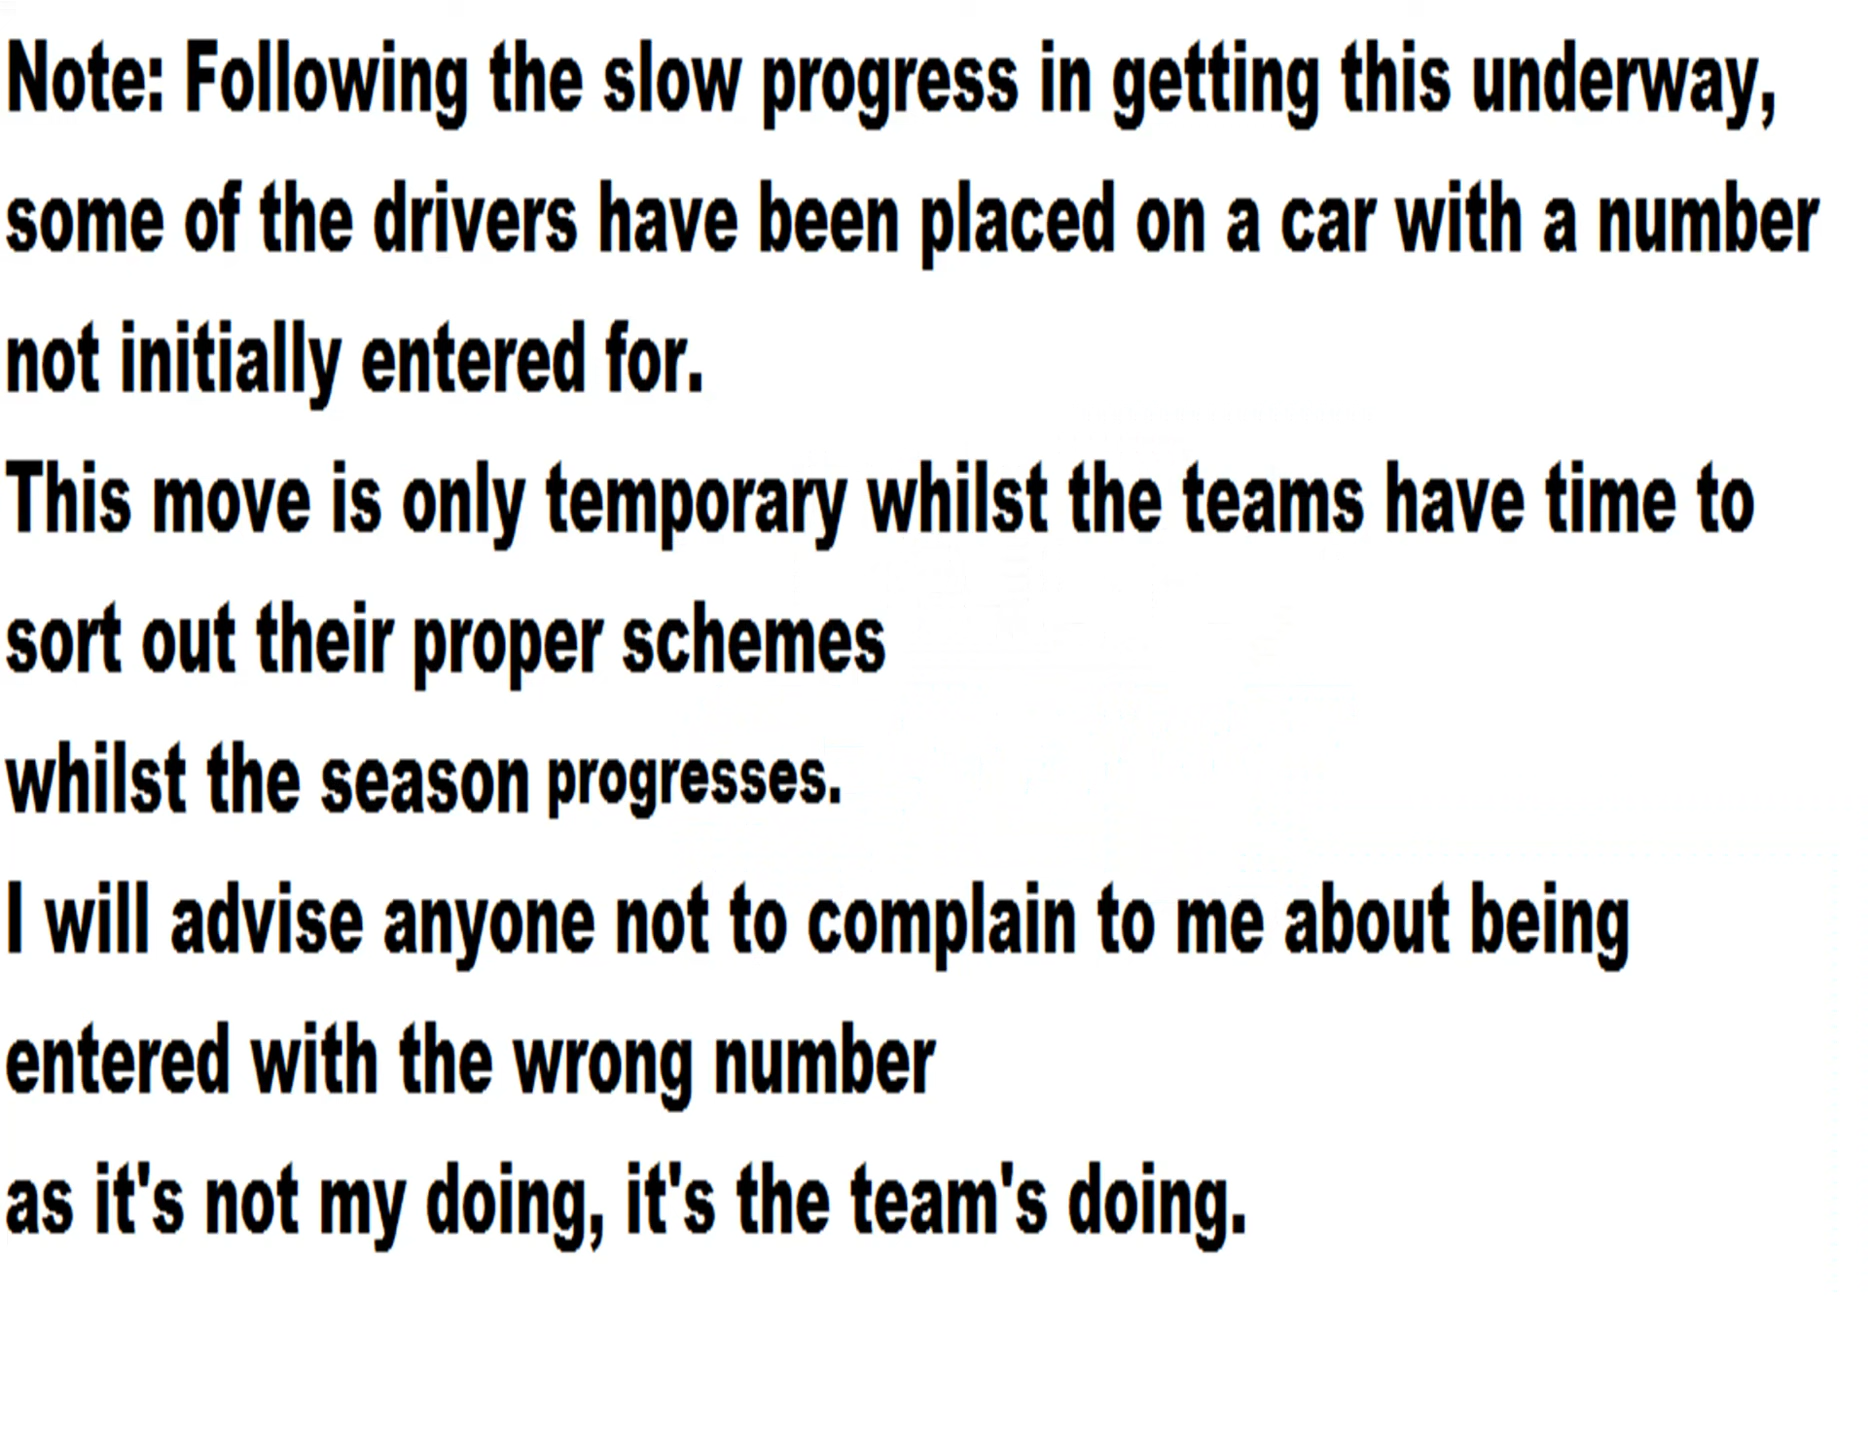 Note: Following the slow progress in getting this underway,
some of the drivers have been placed on a car with a number
not initially entered for.
This move is only temporary whilst the teams have time to
sort out their proper schemes
whilst the season progresses.
I will advise anyone not to complain to me about being
entered with the wrong number
as it's not my doing, it's the team's doing.